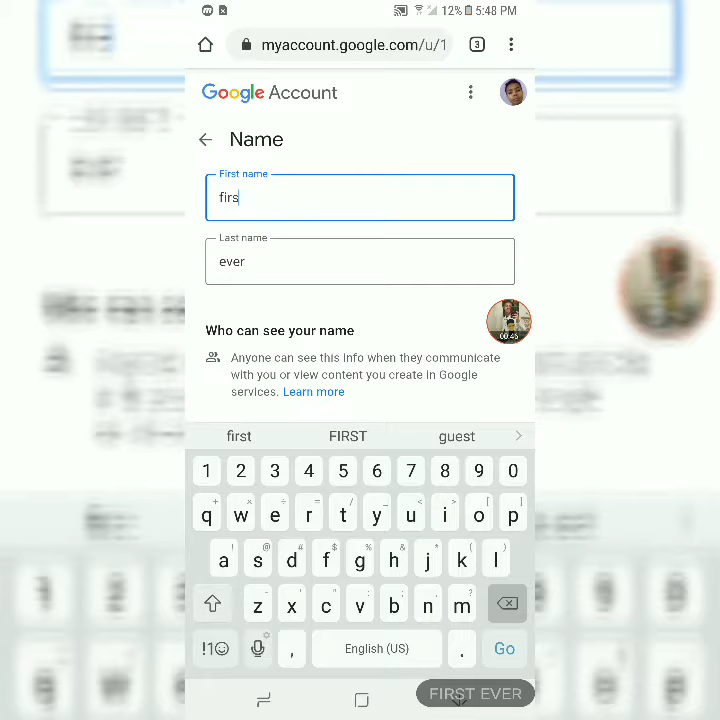 12% 5:48 PM
myaccount.google.com/u/1
3
Google Account
Name
First name
firs
Last name
ever
Who can see your name
00:46
Anyone can see this info when they communicate
with you or view content you create in Google
services. Learn more
first FIRST guest
1 2 3 4 5 6 7 8 9 0
q w e r t y u i o p
a s d f g h j k l
z x c v b n m
!1☺ , English (US) . Go
FIRST EVER